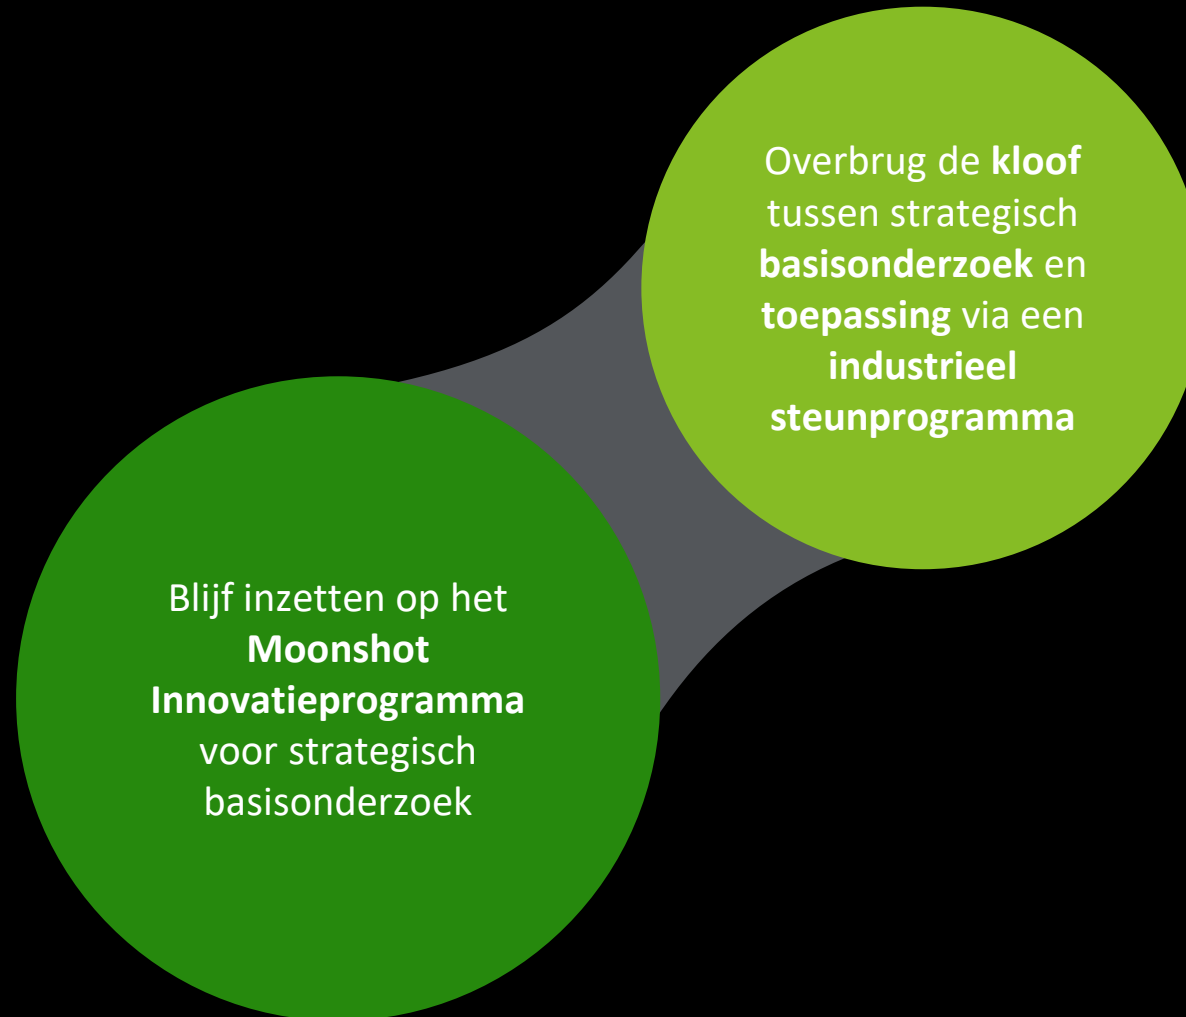 Overbrug de kloof
tussen strategisch
basisonderzoek en
toepassing via een
industrieel
steunprogramma
Blijf inzetten op het
Moonshot
Innovatieprogramma
voor strategisch
basisonderzoek